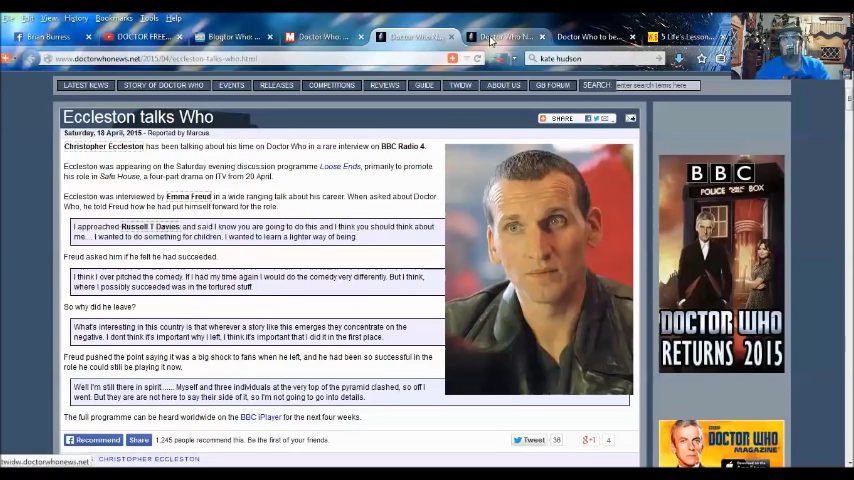 Edit View History Bookmarks Tools Help
Brian Burress
DOCTOR FREE...
Blogtor Who: ...
Doctor Who: ...
Doctor Who N...
Doctor Who N...
Doctor Who to be...
5 Life's Lesson...
www.doctorwhonews.net/2015/04/eccleston-talks-who.html
kate hudson
LATEST NEWS STORY OF DOCTOR WHO EVENTS RELEASES COMPETITIONS REVIEWS GUIDE TWIDW ABOUT US GB FORUM SEARCH: enter search terms here
Eccleston talks Who
SHARE
Saturday, 18 April, 2015 - Reported by Marcus
Christopher Eccleston has been talking about his time on Doctor Who in a rare interview on BBC Radio 4.
Eccleston was appearing on the Saturday evening discussion programme Loose Ends, primarily to promote
his role in Safe House, a four-part drama on ITV from 20 April.
Eccleston was interviewed by Emma Freud in a wide ranging talk about his career. When asked about Doctor
Who, he told Freud how he had put himself forward for the role.
I approached Russell T Davies and said I know you are going to do this and I think you should think about
me.... I wanted to do something for children, I wanted to learn a lighter way of being.
Freud asked him if he felt he had succeeded.
I think I over pitched the comedy. If I had my time again I would do the comedy very differently. But I think,
where I possibly succeeded was in the tortured stuff.
So why did he leave?
What's interesting in this country is that wherever a story like this emerges they concentrate on the
negative. I dont think it's important why I left, I think it's important that I did it in the first place.
Freud pushed the point saying it was a big shock to fans when he left, and he had been so successful in the
role he could still be playing it now.
Well I'm still there in spirit....... Myself and three individuals at the very top of the pyramid clashed, so off I
went. But they are not here to say their side of it, so I'm not going to go into details.
The full programme can be heard worldwide on the BBC iPlayer for the next four weeks.
Recommend Share 1,245 people recommend this. Be the first of your friends.
Tweet 38 +1 4
twidw.doctorwhonews.net
CHRISTOPHER ECCLESTON
BBC
POLICE BOX
DOCTOR WHO
RETURNS 2015
BBC
DOCTOR WHO
MAGAZINE